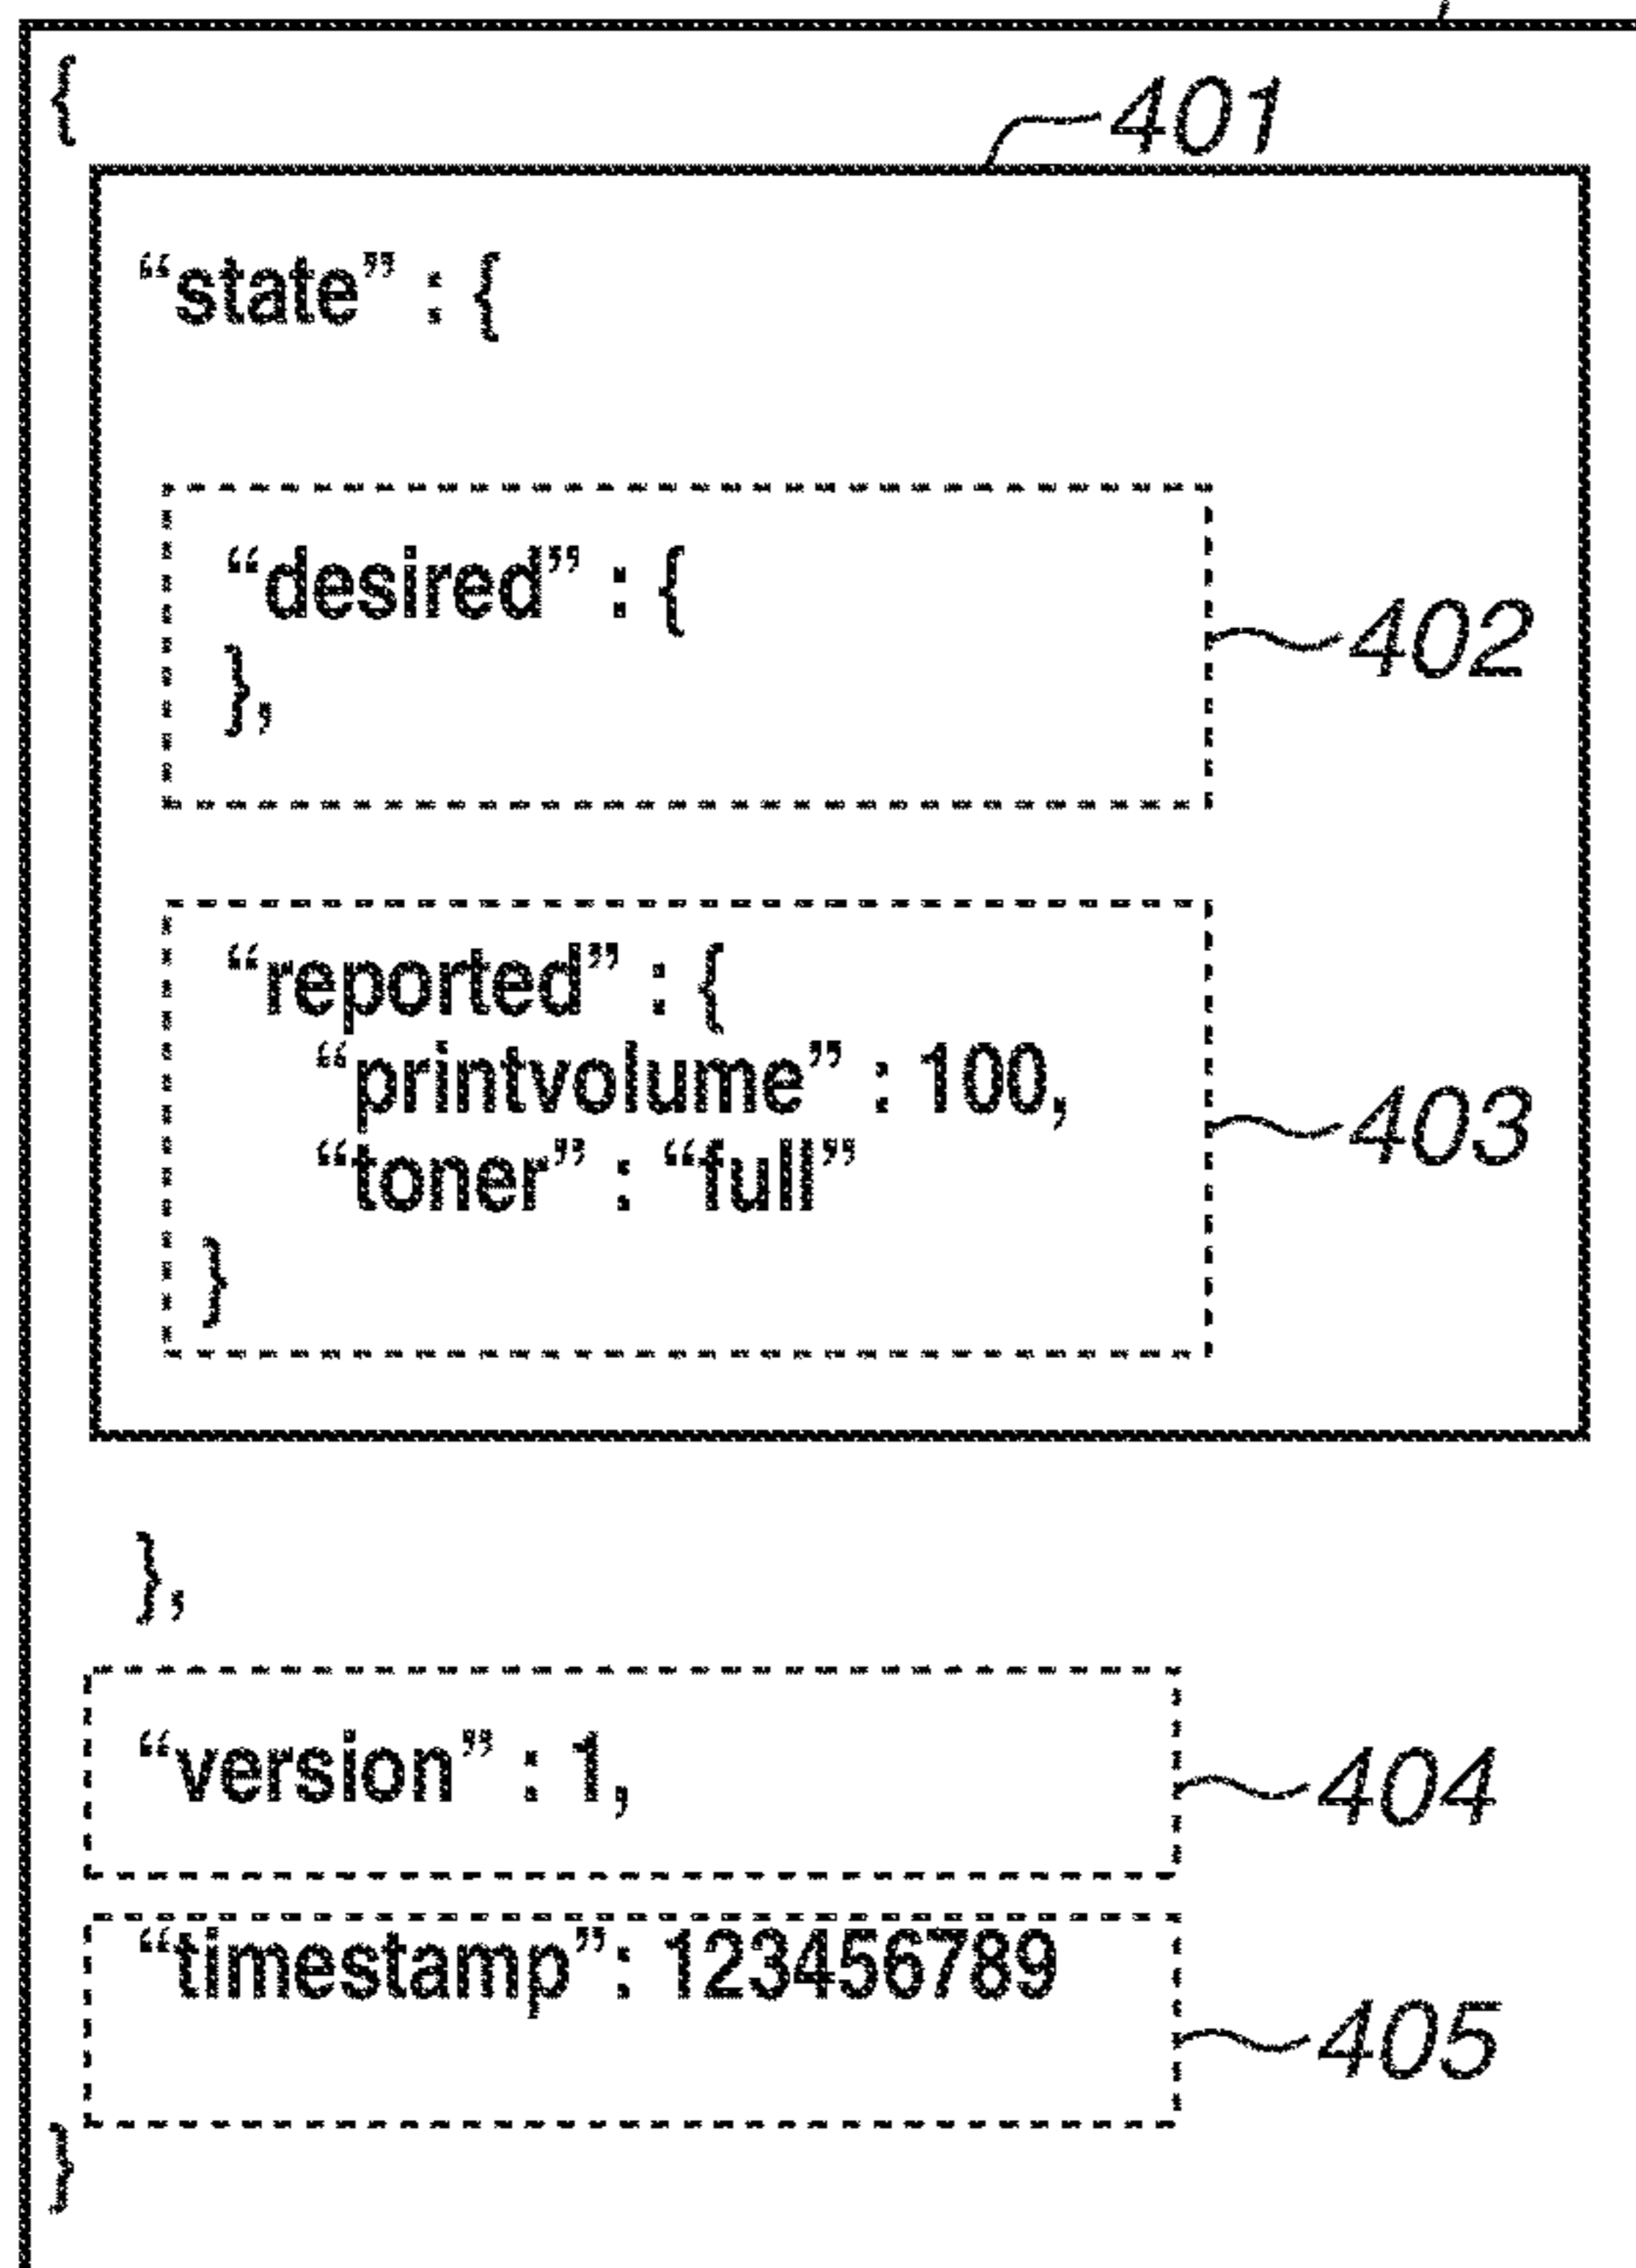 {
401
“state” : {
“desired” : {
},
402
“reported” : {
“printvolume” : 100,
“toner” : “full”
}
403
},
“version” : 1,
404
“timestamp”: 123456789
405
}